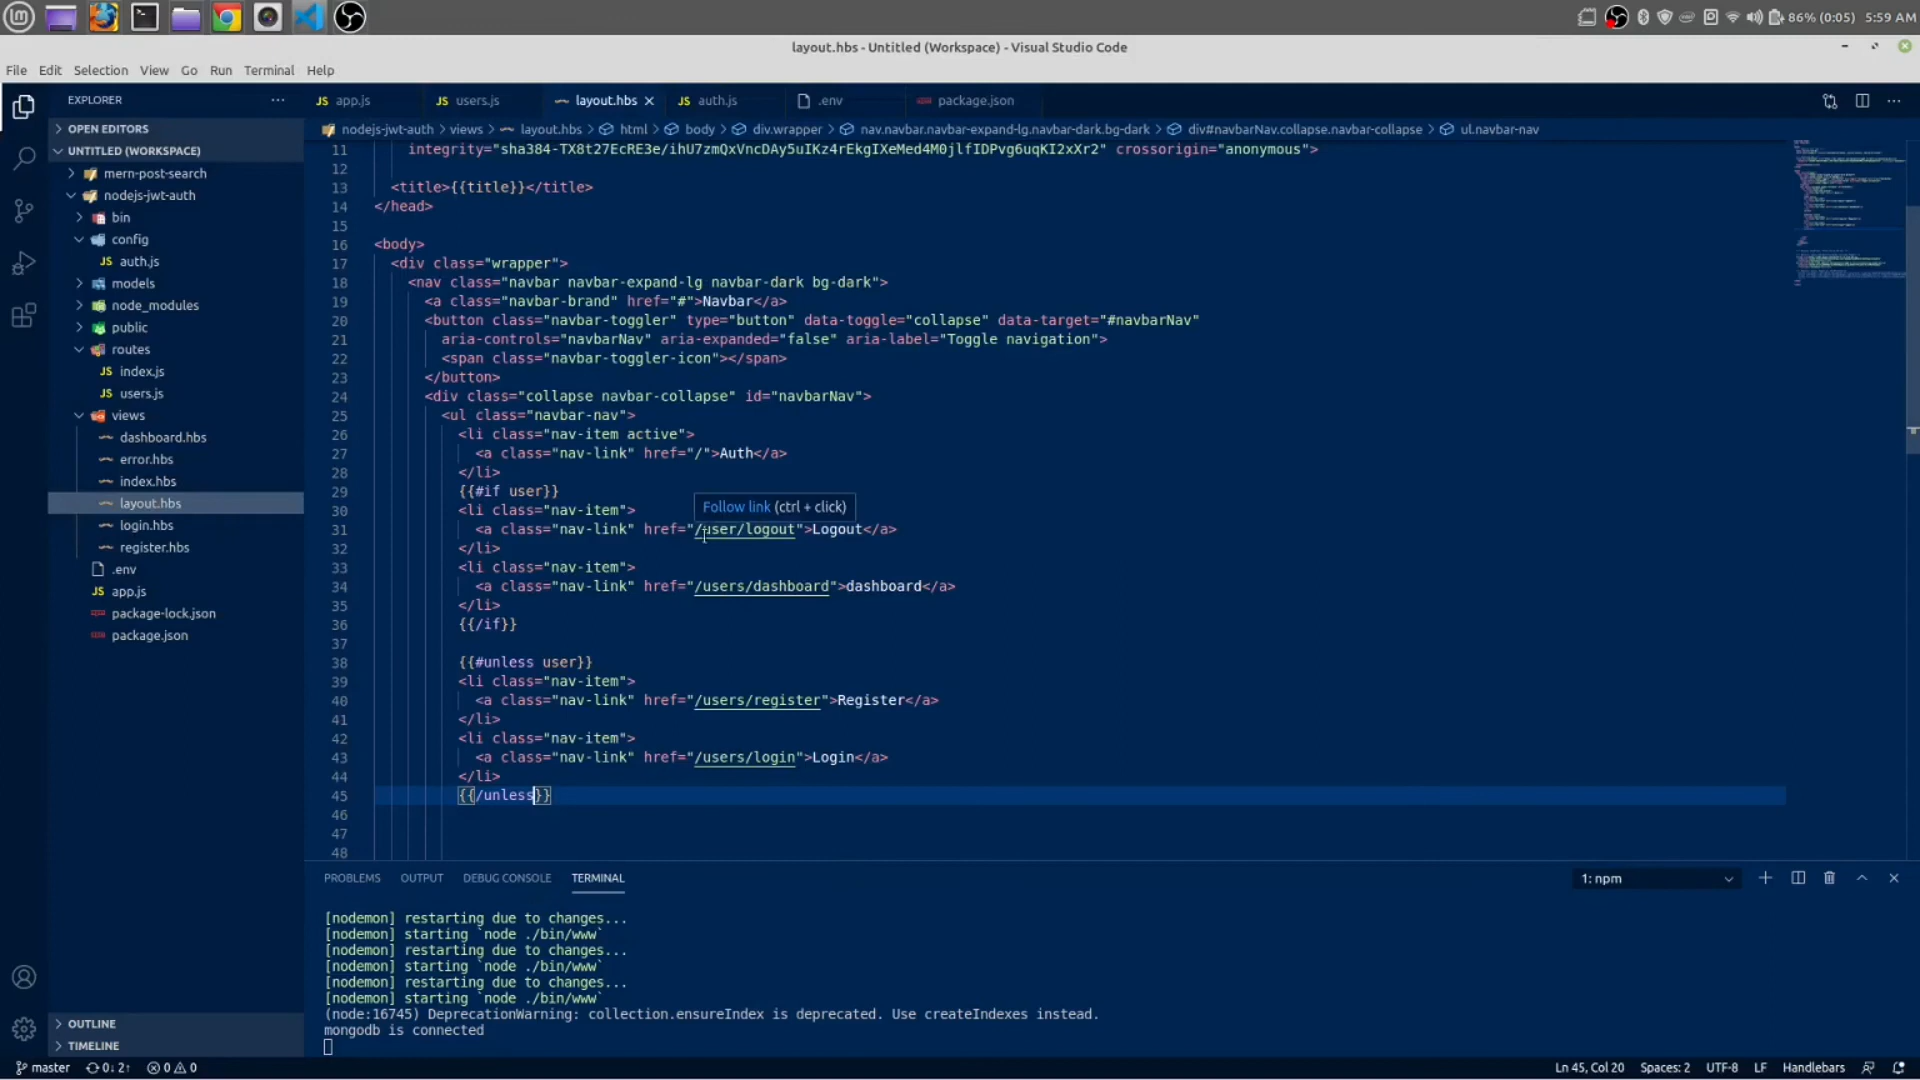 86% (0:05) 5:59 AM
layout.hbs - Untitled (Workspace) - Visual Studio Code
File Edit Selection View Go Run Terminal Help
EXPLORER
OPEN EDITORS
UNTITLED (WORKSPACE)
mern-post-search
nodejs-jwt-auth
bin
config
JS auth.js
models
node_modules
public
routes
JS index.js
JS users.js
views
dashboard.hbs
error.hbs
index.hbs
layout.hbs
login.hbs
register.hbs
.env
JS app.js
package-lock.json
package.json
OUTLINE
TIMELINE
JS app.js JS users.js layout.hbs JS auth.js .env package.json
nodejs-jwt-auth > views > layout.hbs > html > body > div.wrapper > nav.navbar.navbar-expand-lg.navbar-dark.bg-dark > div#navbarNav.collapse.navbar-collapse > ul.navbar-nav
11 integrity="sha384-TX8t27EcRE3e/ihU7zmQxVncDAy5uIKz4rEkgIXeMed4M0jlfIDPvg6uqKI2xXr2" crossorigin="anonymous">
12
13 <title>{{title}}</title>
14 </head>
15
16 <body>
17 <div class="wrapper">
18 <nav class="navbar navbar-expand-lg navbar-dark bg-dark">
19 <a class="navbar-brand" href="#">Navbar</a>
20 <button class="navbar-toggler" type="button" data-toggle="collapse" data-target="#navbarNav"
21 aria-controls="navbarNav" aria-expanded="false" aria-label="Toggle navigation">
22 <span class="navbar-toggler-icon"></span>
23 </button>
24 <div class="collapse navbar-collapse" id="navbarNav">
25 <ul class="navbar-nav">
26 <li class="nav-item active">
27 <a class="nav-link" href="/">Auth</a>
28 </li>
29 {{#if user}}
30 <li class="nav-item">
Follow link (ctrl + click)
31 <a class="nav-link" href="/user/logout">Logout</a>
32 </li>
33 <li class="nav-item">
34 <a class="nav-link" href="/users/dashboard">dashboard</a>
35 </li>
36 {{/if}}
37
38 {{#unless user}}
39 <li class="nav-item">
40 <a class="nav-link" href="/users/register">Register</a>
41 </li>
42 <li class="nav-item">
43 <a class="nav-link" href="/users/login">Login</a>
44 </li>
45 {{/unless}}
46
47
48
PROBLEMS OUTPUT DEBUG CONSOLE TERMINAL 1: npm
[nodemon] restarting due to changes...
[nodemon] starting `node ./bin/www`
[nodemon] restarting due to changes...
[nodemon] starting `node ./bin/www`
[nodemon] restarting due to changes...
[nodemon] starting `node ./bin/www`
(node:16745) DeprecationWarning: collection.ensureIndex is deprecated. Use createIndexes instead.
mongodb is connected
master 0↓ 2↑ 0 0 Ln 45, Col 20 Spaces: 2 UTF-8 LF Handlebars